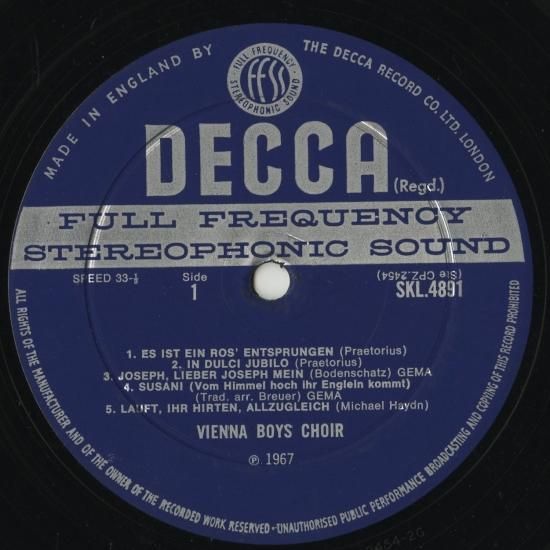 MADE IN ENGLAND BY
THE DECCA RECORD CO. LTD. LONDON
FULL FREQUENCY
FFSS
STEREOPHONIC SOUND
DECCA
(Regd.)
FULL FREQUENCY
STEREOPHONIC SOUND
SPEED 33-⅓
Side
1
(Ste CPZ.2454)
SKL.4891
1. ES IST EIN ROS' ENTSPRUNGEN (Praetorius)
2. IN DULCI JUBILO (Praetorius)
3. JOSEPH, LIEBER JOSEPH MEIN (Bodenschatz) GEMA
4. SUSANI (Vom Himmel hoch ihr Englein kommt)
(Trad. arr. Breuer) GEMA
5. LAUFT, IHR HIRTEN, ALLZUGLEICH (Michael Haydn)
VIENNA BOYS CHOIR
℗ 1967
ALL RIGHTS OF THE MANUFACTURER AND OF THE OWNER OF THE RECORDED WORK RESERVED - UNAUTHORISED PUBLIC PERFORMANCE BROADCASTING AND COPYING OF THIS RECORD PROHIBITED